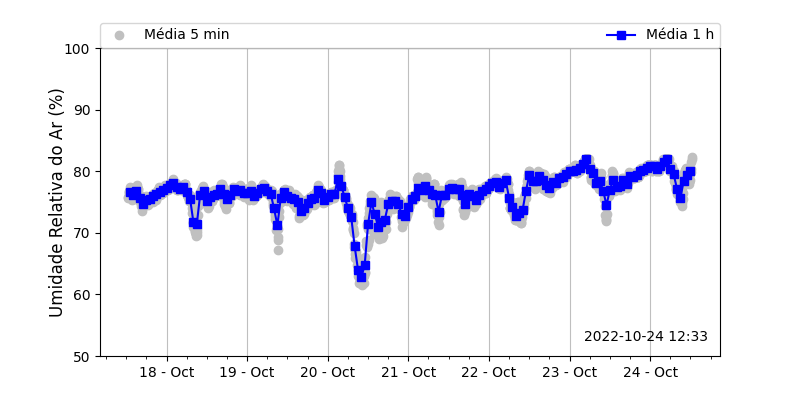 Média 5 min Média 1 h
100
90
80
70
60
50
Umidade Relativa do Ar (%)
2022-10-24 12:33
18 - Oct 19 - Oct 20 - Oct 21 - Oct 22 - Oct 23 - Oct 24 - Oct